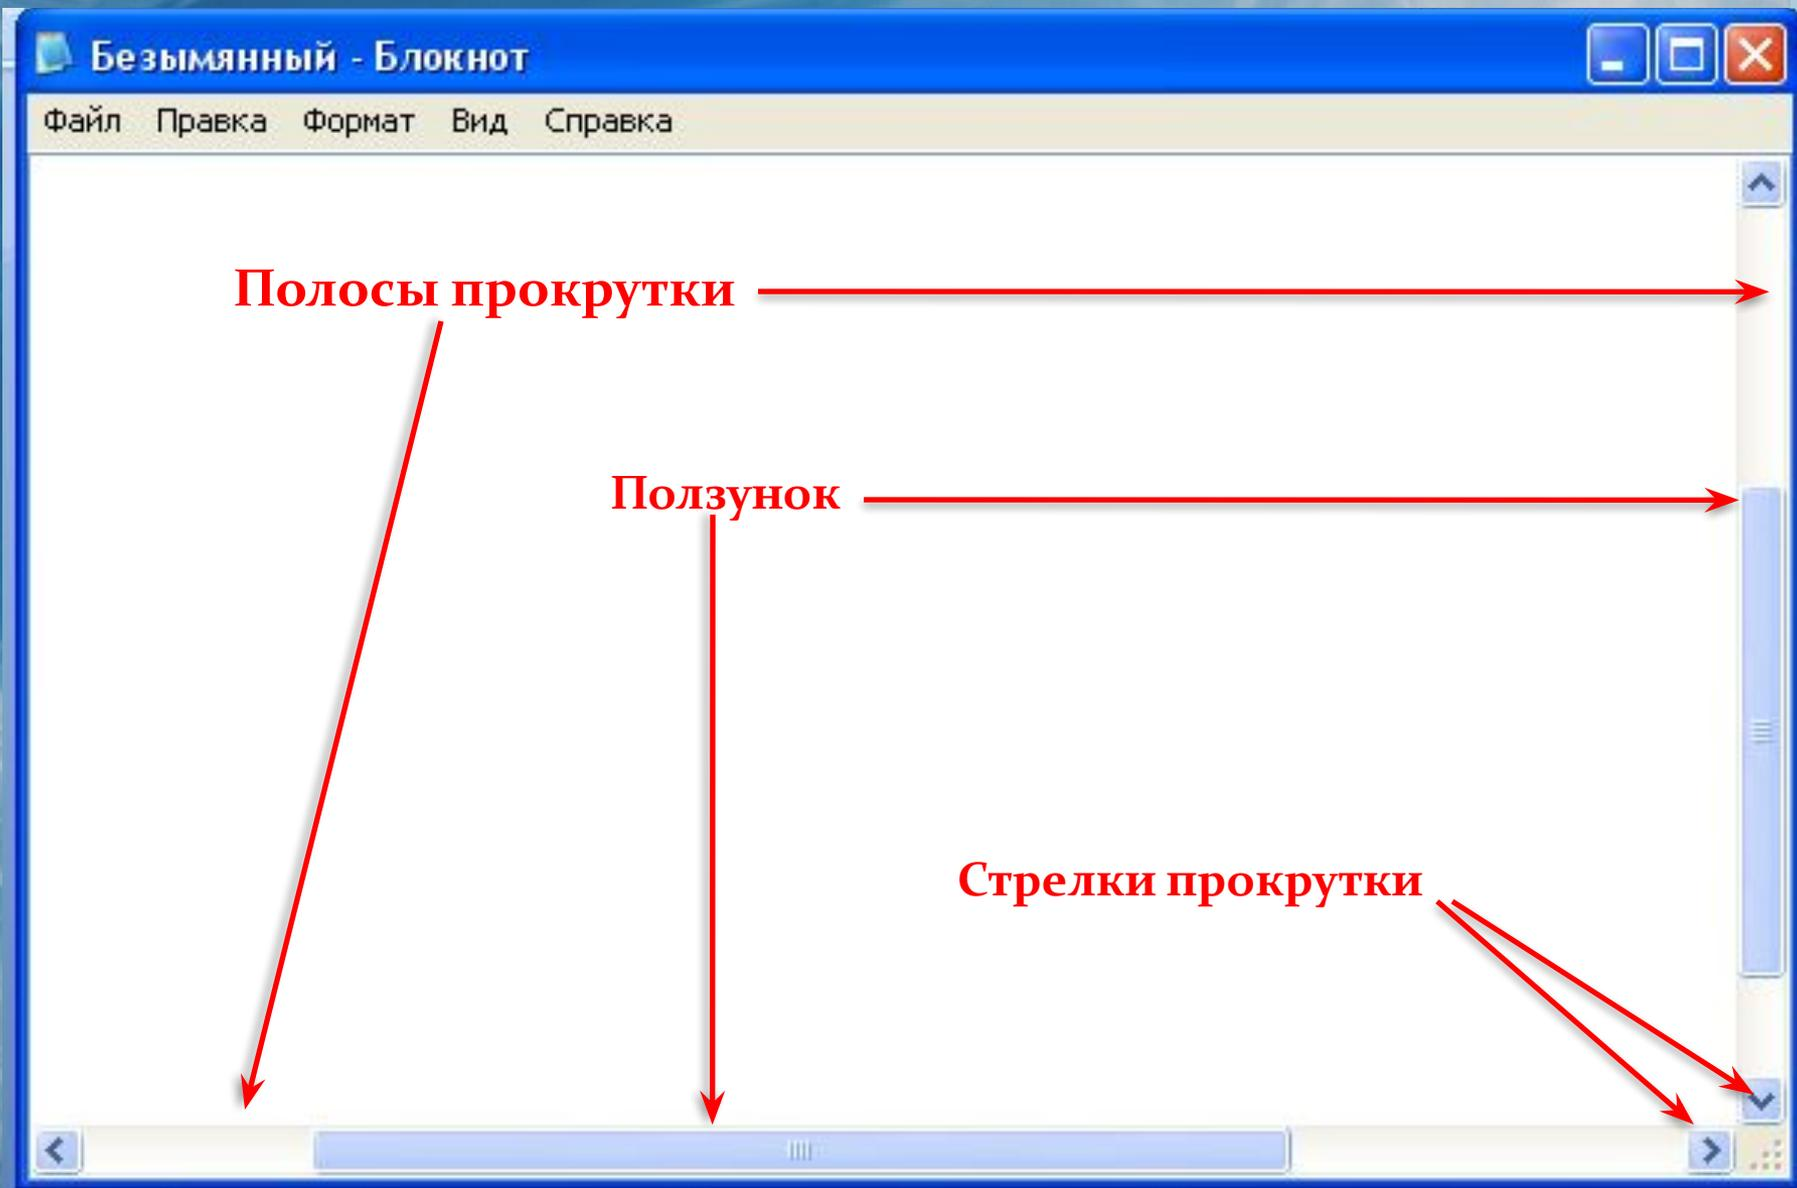 Безымянный - Блокнот
Файл Правка Формат Вид Справка
Полосы прокрутки
Ползунок
Стрелки прокрутки